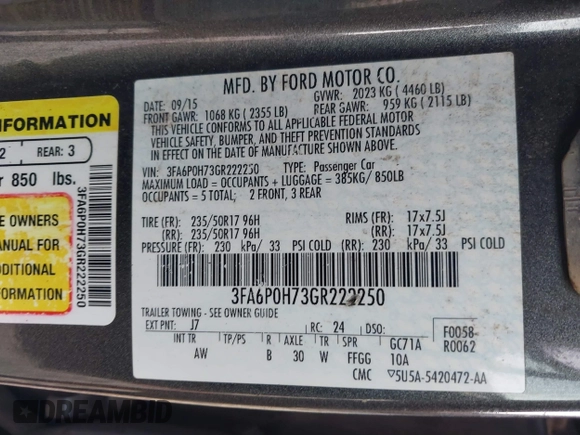 INFORMATION
2 REAR: 3
r 850 lbs.
E OWNERS
ANUAL FOR
DDITIONAL
FORMATION
3FA6P0H73GR222250
MFD. BY FORD MOTOR CO.
DATE: 09/15 GVWR: 2023 KG ( 4460 LB)
FRONT GAWR: 1068 KG ( 2355 LB) REAR GAWR: 959 KG ( 2115 LB)
THIS VEHICLE CONFORMS TO ALL APPLICABLE FEDERAL MOTOR
VEHICLE SAFETY, BUMPER, AND THEFT PREVENTION STANDARDS
IN EFFECT ON THE DATE OF MANUFACTURE SHOWN ABOVE.
VIN: 3FA6P0H73GR222250 TYPE: Passenger Car
MAXIMUM LOAD = OCCUPANTS + LUGGAGE = 385KG/ 850LB
OCCUPANTS = 5 TOTAL; 2 FRONT, 3 REAR
TIRE (FR): 235/50R17 96H RIMS (FR): 17x7.5J
(RR): 235/50R17 96H (RR): 17x7.5J
PRESSURE (FR): 230 kPa/ 33 PSI COLD (RR): 230 kPa/ 33 PSI COLD
3FA6P0H73GR222250
TRAILER TOWING - SEE OWNER GUIDE
EXT PNT: J7 RC: 24 DSO: F0058
INT TR TP/PS R AXLE TR SPR GC71A R0062
AW B 30 W FFGG 10A
CMC ▽5U5A-5420472-AA
DREAMBID